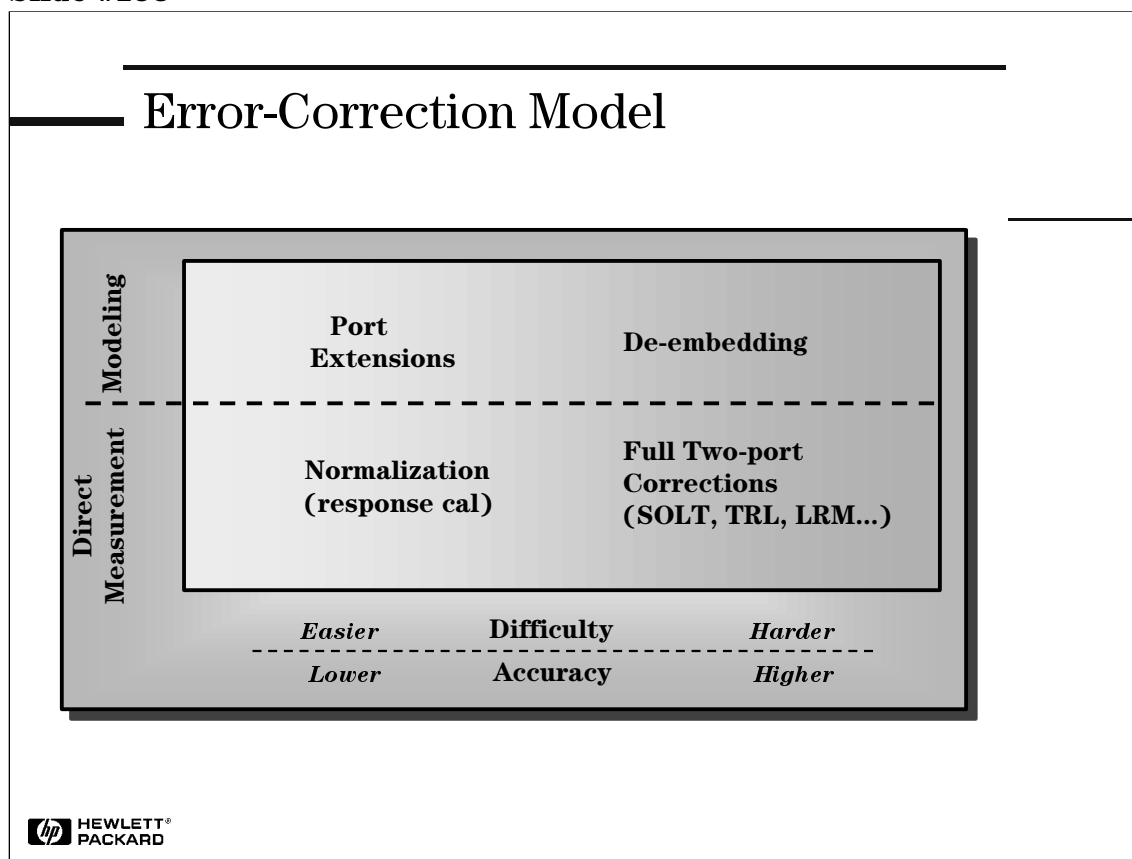 Error-Correction Model
Modeling
Port
Extensions
De-embedding
Direct
Measurement
Normalization
(response cal)
Full Two-port
Corrections
(SOLT, TRL, LRM...)
Easier Difficulty Harder
Lower Accuracy Higher
hp HEWLETT®
PACKARD